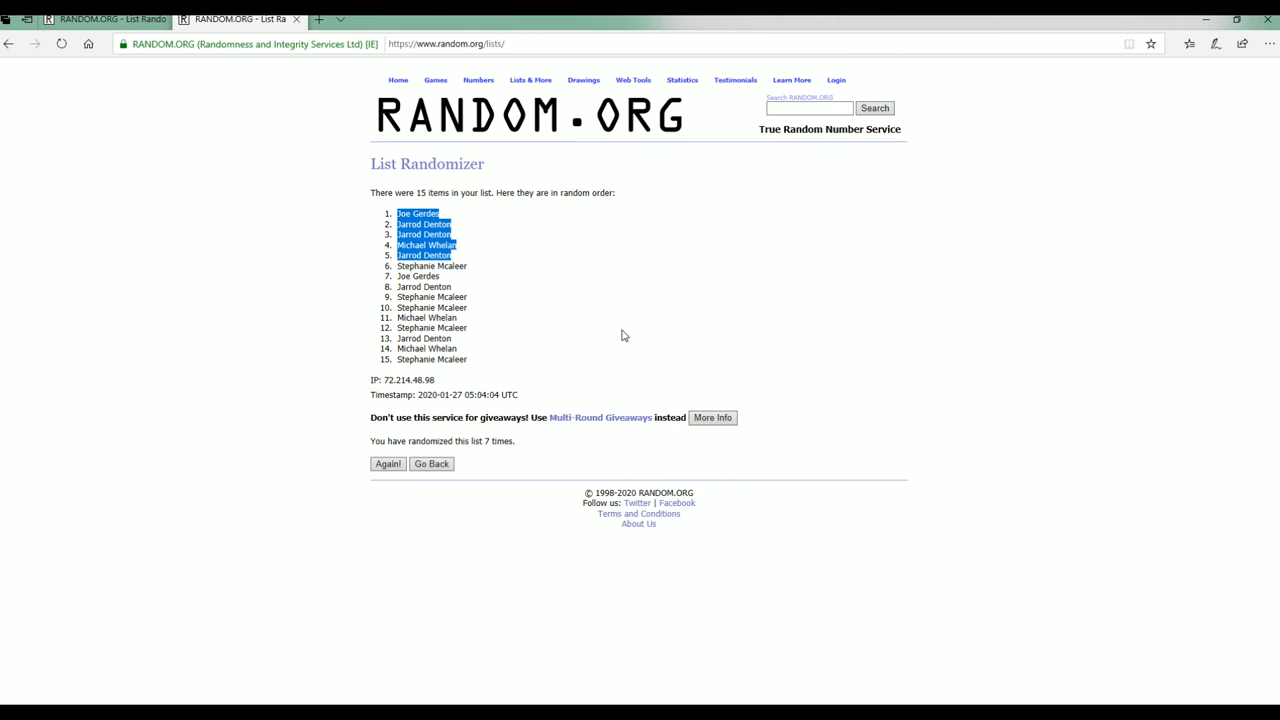 RANDOM.ORG - List Rando
RANDOM.ORG - List Ra
RANDOM.ORG (Randomness and Integrity Services Ltd) [IE]
https://www.random.org/lists/
Home Games Numbers Lists & More Drawings Web Tools Statistics Testimonials Learn More Login
RANDOM.ORG
Search RANDOM.ORG
Search
True Random Number Service
List Randomizer
There were 15 items in your list. Here they are in random order:
1. Joe Gerdes
2. Jarrod Denton
3. Jarrod Denton
4. Michael Whelan
5. Jarrod Denton
6. Stephanie Mcaleer
7. Joe Gerdes
8. Jarrod Denton
9. Stephanie Mcaleer
10. Stephanie Mcaleer
11. Michael Whelan
12. Stephanie Mcaleer
13. Jarrod Denton
14. Michael Whelan
15. Stephanie Mcaleer
IP: 72.214.48.98
Timestamp: 2020-01-27 05:04:04 UTC
Don't use this service for giveaways! Use Multi-Round Giveaways instead More Info
You have randomized this list 7 times.
Again! Go Back
© 1998-2020 RANDOM.ORG
Follow us: Twitter | Facebook
Terms and Conditions
About Us